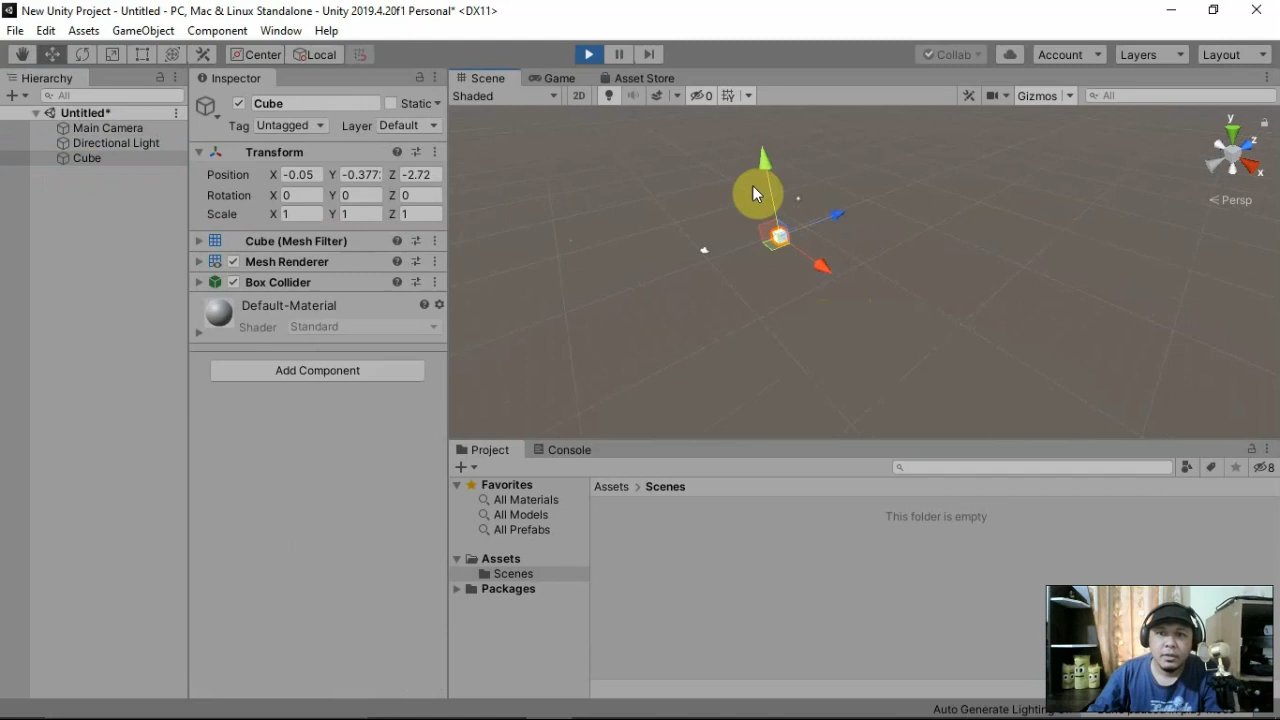 New Unity Project - Untitled - PC, Mac & Linux Standalone - Unity 2019.4.20f1 Personal* <DX11>
File Edit Assets GameObject Component Window Help
Center Local Collab Account Layers Layout
Hierarchy
All
Untitled*
Main Camera
Directional Light
Cube
Inspector
Cube Static
Tag Untagged Layer Default
Transform
Position X -0.05 Y -0.377 Z -2.72
Rotation X 0 Y 0 Z 0
Scale X 1 Y 1 Z 1
Cube (Mesh Filter)
Mesh Renderer
Box Collider
Default-Material
Shader Standard
Add Component
Scene Game Asset Store
Shaded 2D 0 Gizmos All
y
z
x
Persp
Project Console
8
Favorites
All Materials
All Models
All Prefabs
Assets
Scenes
Packages
Assets > Scenes
This folder is empty
Auto Generate Lighting